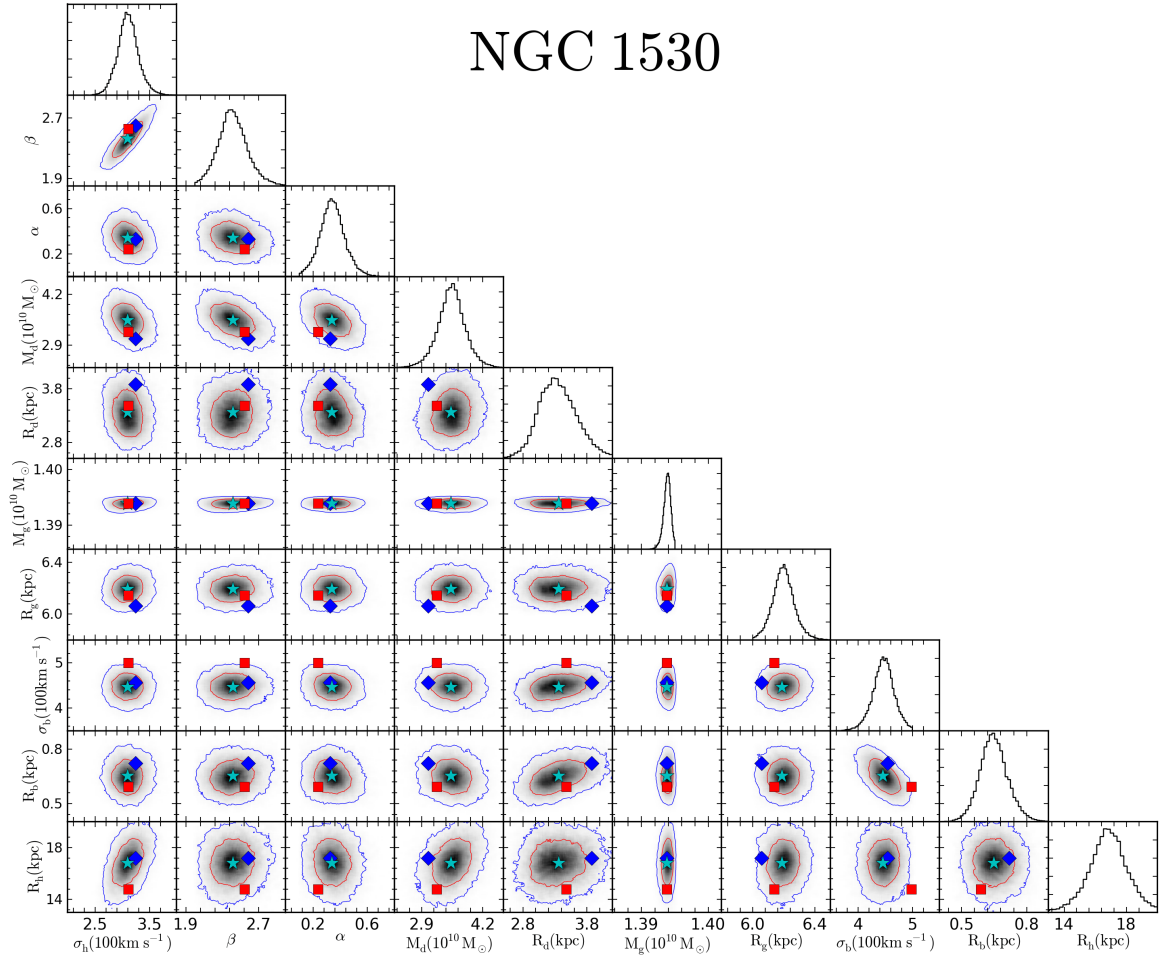 NGC 1530
β
2.7
1.9
α
0.6
0.2
M_d(10^10 M_⊙)
4.2
2.9
R_d(kpc)
3.8
2.8
M_g(10^10 M_⊙)
1.40
1.39
R_g(kpc)
6.4
6.0
σ_b(100km s^−1)
5
4
R_b(kpc)
0.8
0.5
R_h(kpc)
18
14
2.5 3.5 1.9 2.7 0.2 0.6 2.9 4.2 2.8 3.8 1.39 1.40 6.0 6.4 4 5 0.5 0.8 14 18
σ_h(100km s^−1) β α M_d(10^10 M_⊙) R_d(kpc) M_g(10^10 M_⊙) R_g(kpc) σ_b(100km s^−1) R_b(kpc) R_h(kpc)